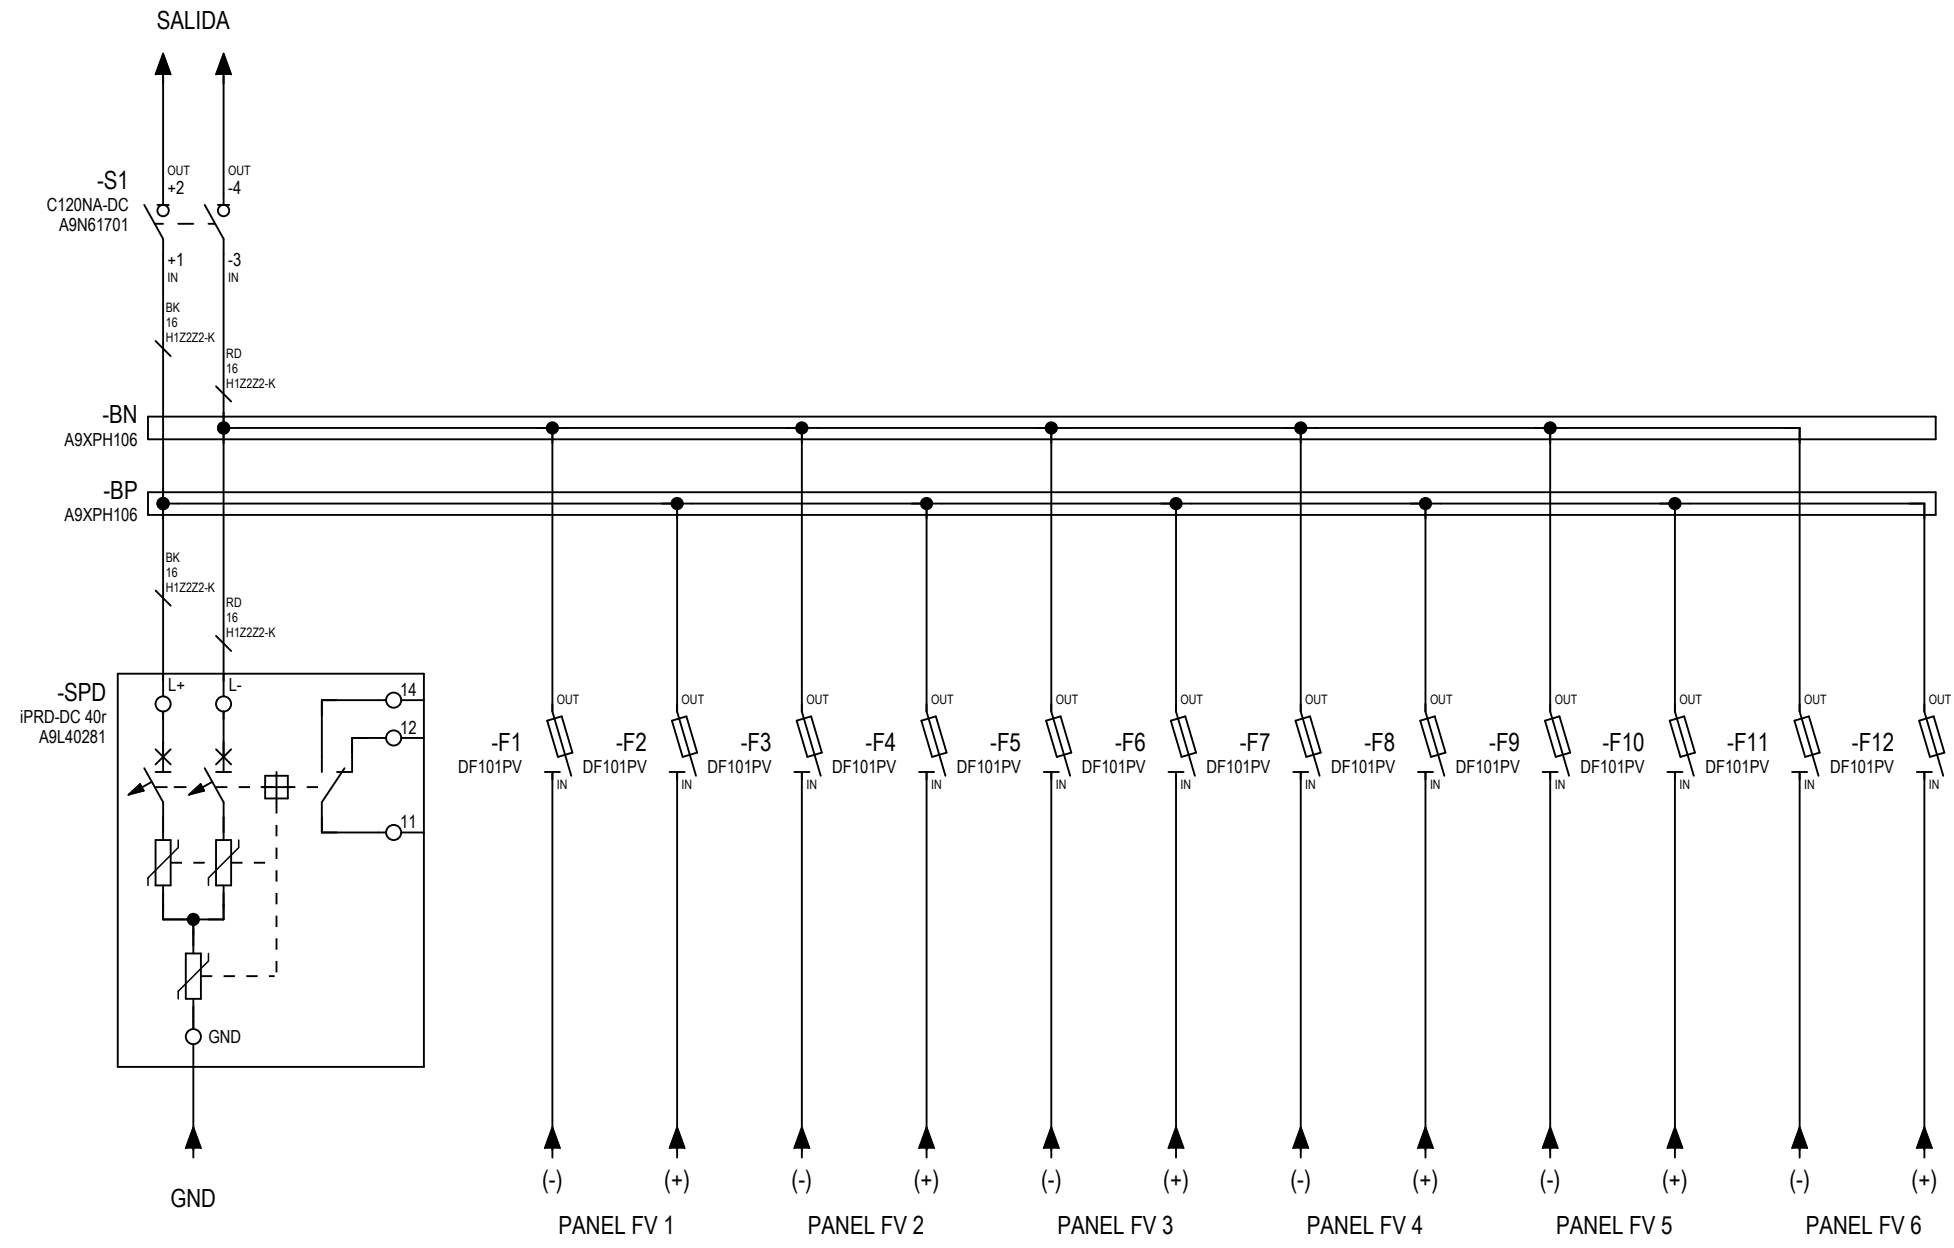 SALIDA
OUT
+2
OUT
-4
-S1
C120NA-DC
A9N61701
+1
IN
-3
IN
BK
16
H1Z2Z2-K
RD
16
H1Z2Z2-K
-BN
A9XPH106
-BP
A9XPH106
BK
16
H1Z2Z2-K
RD
16
H1Z2Z2-K
-SPD
iPRD-DC 40r
A9L40281
L+
L-
14
12
11
GND
GND
OUT
-F1
DF101PV
IN
OUT
-F2
DF101PV
IN
OUT
-F3
DF101PV
IN
OUT
-F4
DF101PV
IN
OUT
-F5
DF101PV
IN
OUT
-F6
DF101PV
IN
OUT
-F7
DF101PV
IN
OUT
-F8
DF101PV
IN
OUT
-F9
DF101PV
IN
OUT
-F10
DF101PV
IN
OUT
-F11
DF101PV
IN
OUT
-F12
DF101PV
IN
(-) (+)
PANEL FV 1
(-) (+)
PANEL FV 2
(-) (+)
PANEL FV 3
(-) (+)
PANEL FV 4
(-) (+)
PANEL FV 5
(-) (+)
PANEL FV 6